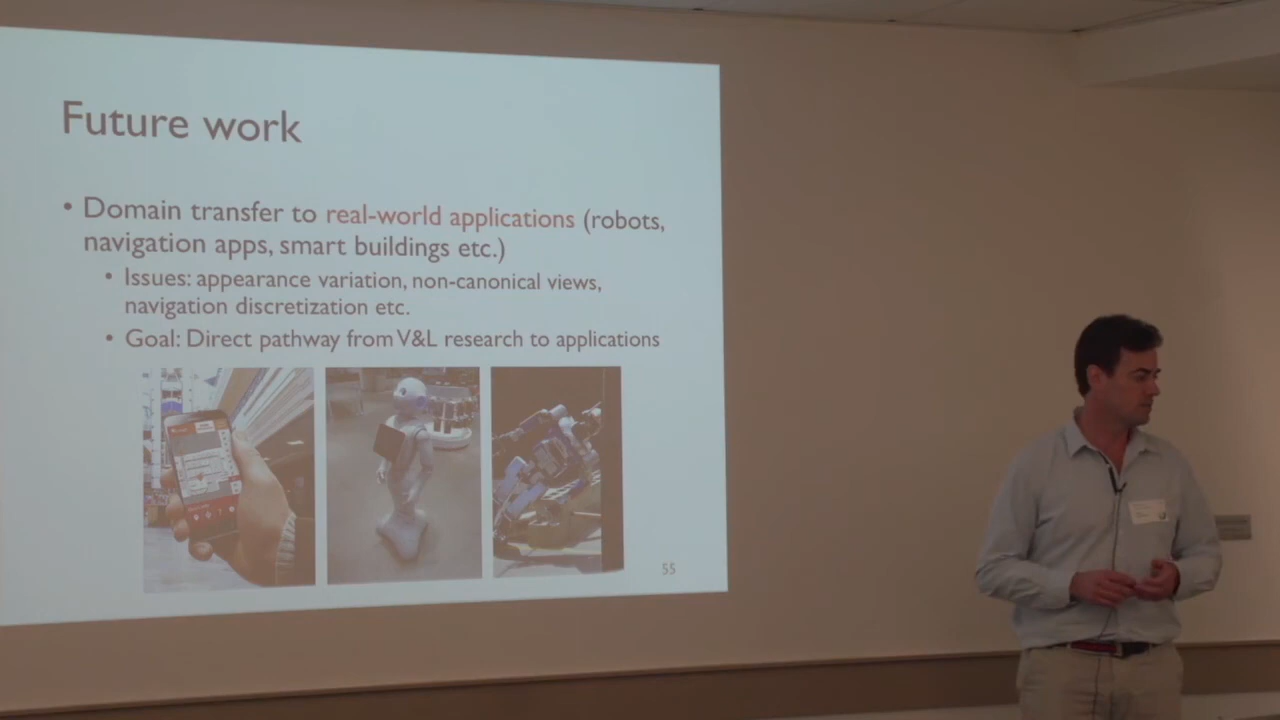 Future work
• Domain transfer to real-world applications (robots,
navigation apps, smart buildings etc.)
• Issues: appearance variation, non-canonical views,
navigation discretization etc.
• Goal: Direct pathway from V&L research to applications
55